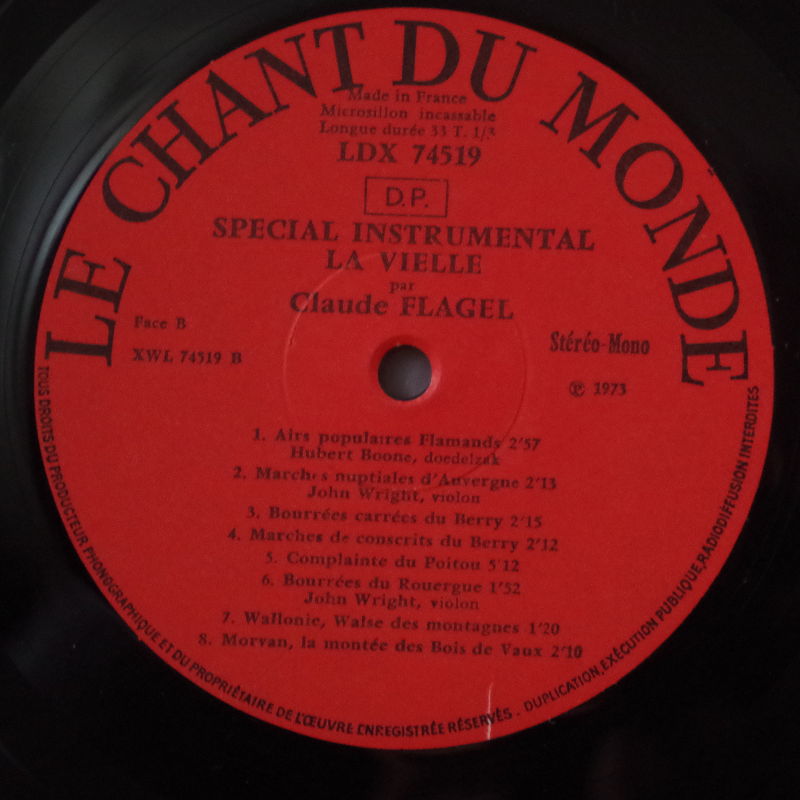 LE CHANT DU MONDE
Made in France
Microsillon incassable
Longue durée 33 T. 1/3
LDX 74519
D.P.
SPECIAL INSTRUMENTAL
LA VIELLE
par
Claude FLAGEL
Face B
XWL 74519 B
Stéréo-Mono
℗ 1973
1. Airs populaires Flamands 2'57
Hubert Boone, doedelzak
2. Marches nuptiales d'Auvergne 2'13
John Wright, violon
3. Bourrées carrées du Berry 2'15
4. Marches de conscrits du Berry 2'12
5. Complainte du Poitou 5'12
6. Bourrées du Rouergue 1'52
John Wright, violon
7. Wallonie, Walse des montagnes 1'20
8. Morvan, la montée des Bois de Vaux 2'10
TOUS DROITS DU PRODUCTEUR PHONOGRAPHIQUE ET DU PROPRIÉTAIRE DE L'ŒUVRE ENREGISTRÉE RÉSERVÉS. DUPLICATION, EXÉCUTION PUBLIQUE, RADIODIFFUSION INTERDITES